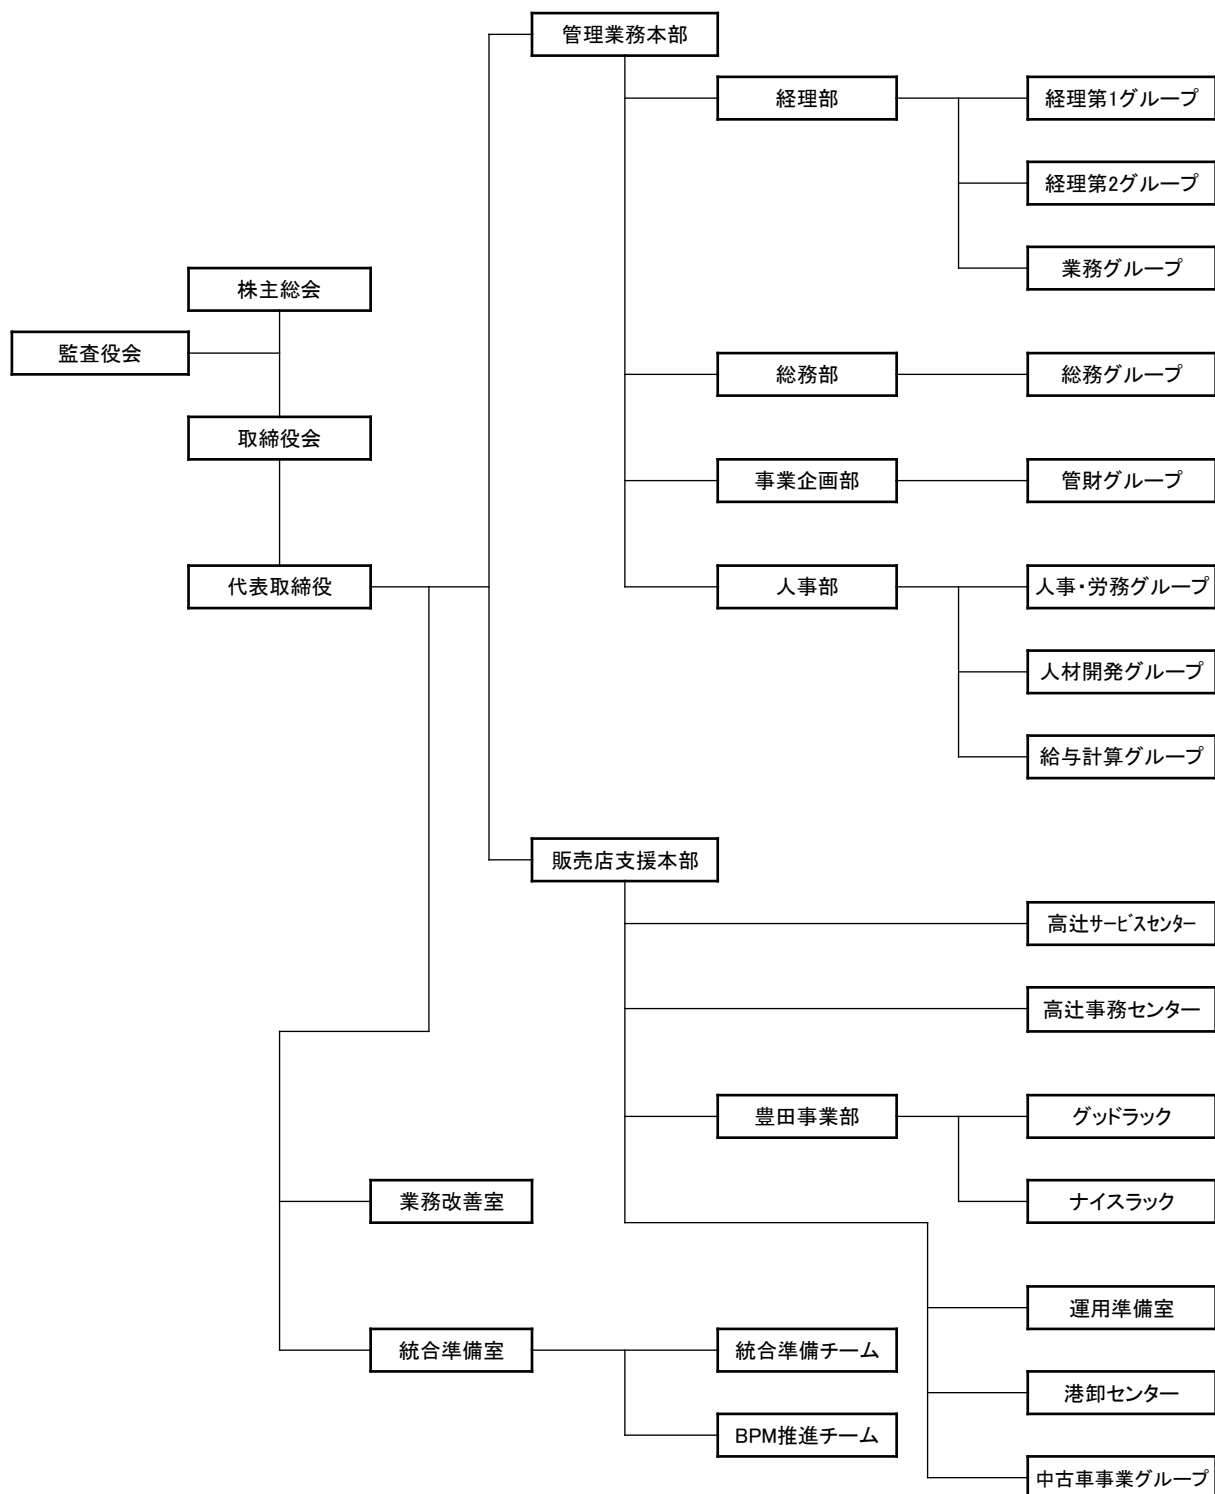 管理業務本部
経理部
経理第1グループ
経理第2グループ
業務グループ
株主総会
監査役会
総務部
総務グループ
取締役会
事業企画部
管財グループ
代表取締役
人事部
人事・労務グループ
人材開発グループ
給与計算グループ
販売店支援本部
高辻サービスセンター
高辻事務センター
豊田事業部
グッドラック
業務改善室
ナイスラック
運用準備室
統合準備室
統合準備チーム
港卸センター
BPM推進チーム
中古車事業グループ